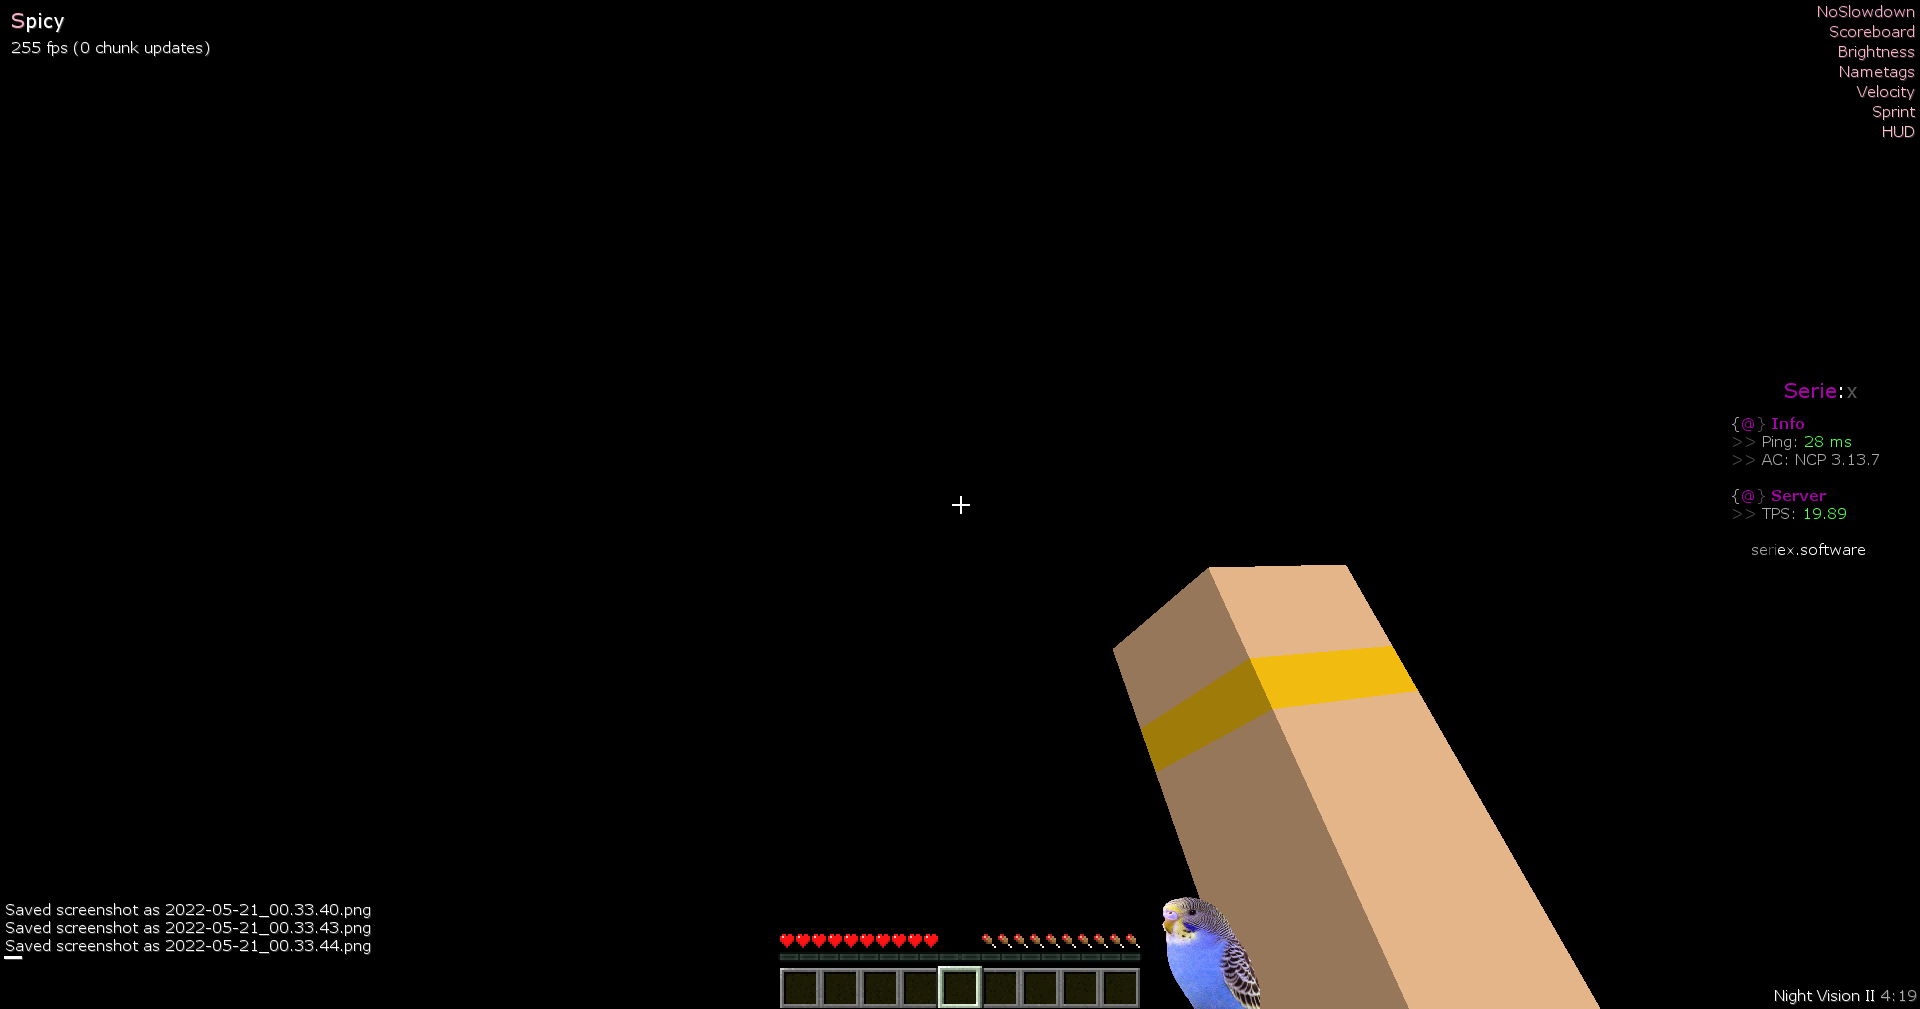 Spicy
255 fps (0 chunk updates)
NoSlowdown
Scoreboard
Brightness
Nametags
Velocity
Sprint
HUD
Serie:x
{@} Info
>> Ping: 28 ms
>> AC: NCP 3.13.7
{@} Server
>> TPS: 19.89
seriex.software
Saved screenshot as 2022-05-21_00.33.40.png
Saved screenshot as 2022-05-21_00.33.43.png
Saved screenshot as 2022-05-21_00.33.44.png
Night Vision II 4:19